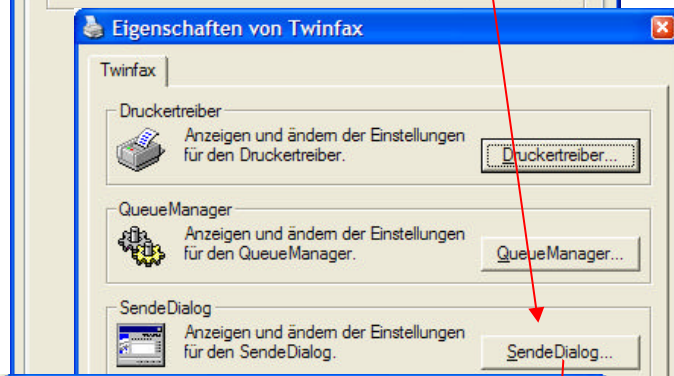 Eigenschaften von Twinfax
Twinfax
Druckertreiber
Anzeigen und ändern der Einstellungen
für den Druckertreiber.
Druckertreiber...
QueueManager
Anzeigen und ändern der Einstellungen
für den QueueManager.
QueueManager...
SendeDialog
Anzeigen und ändern der Einstellungen
für den SendeDialog.
SendeDialog...